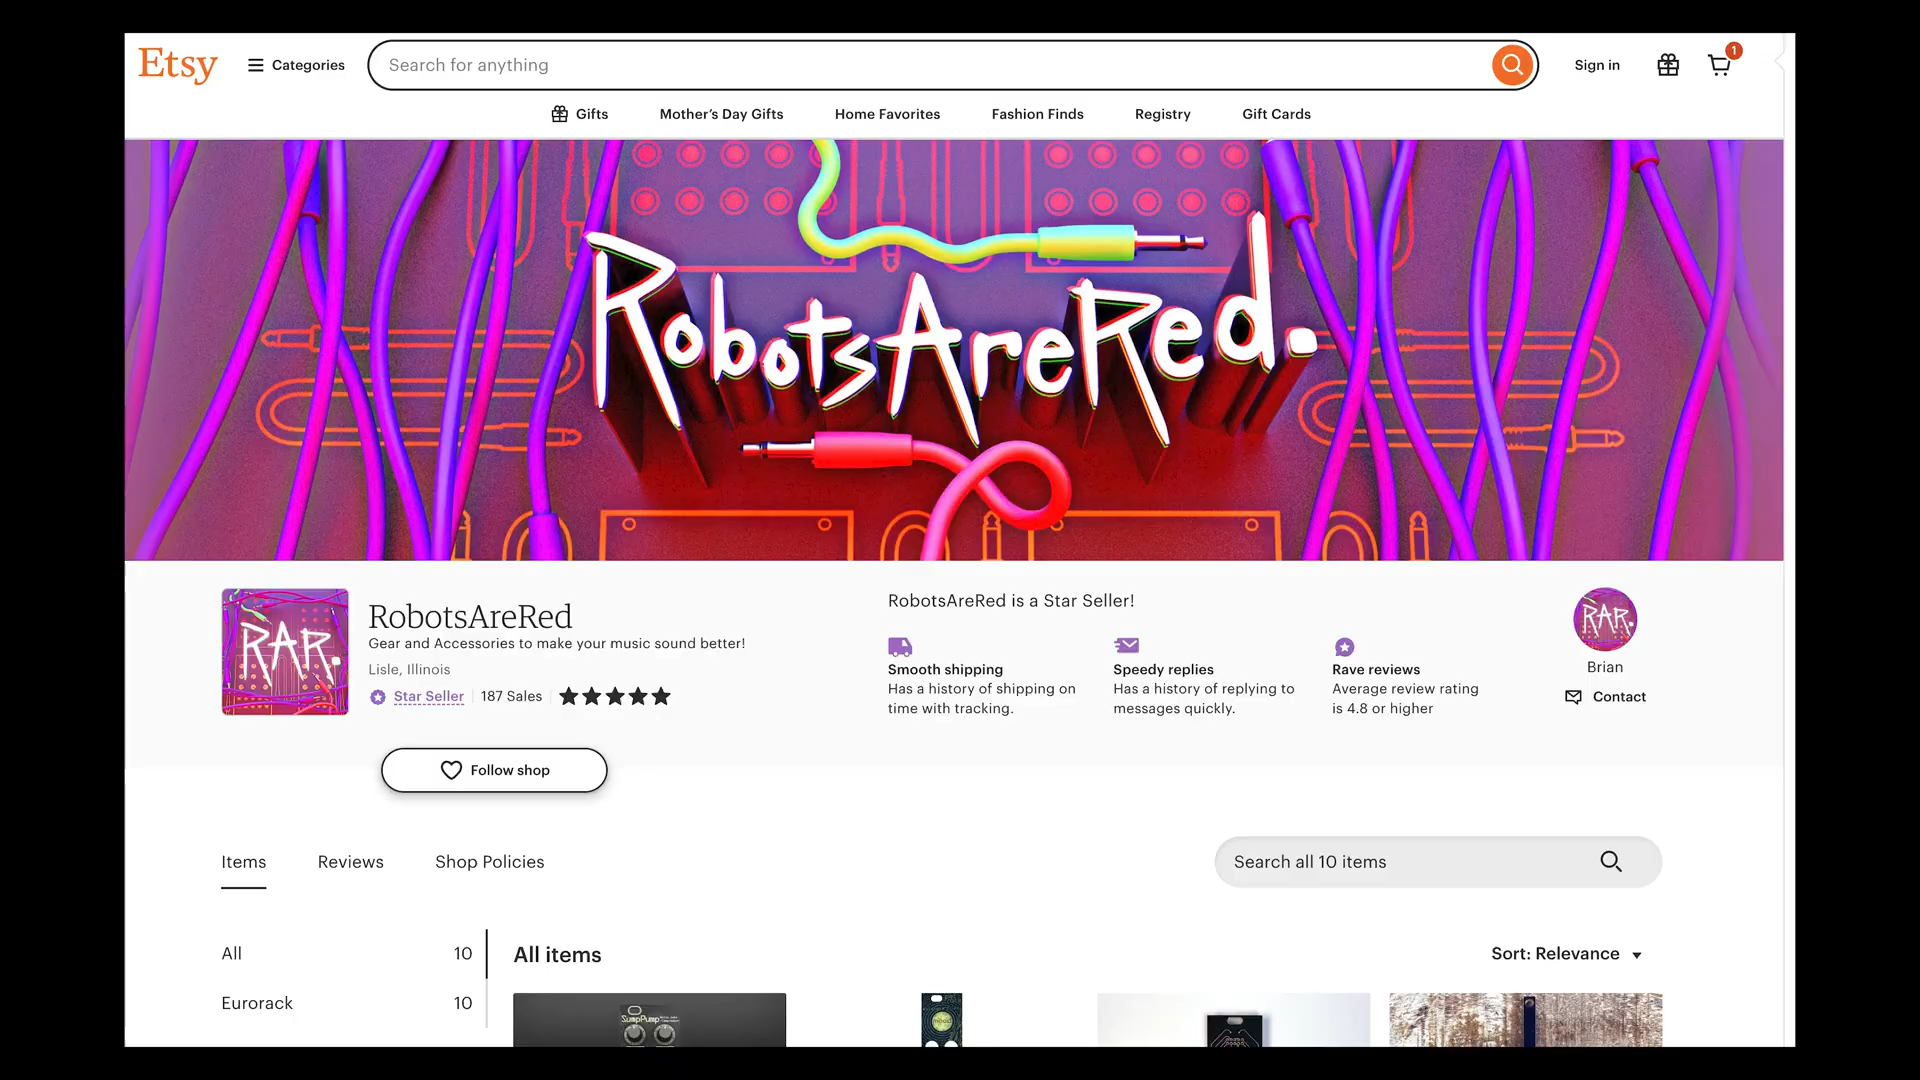 Etsy
Categories
Search for anything
Sign in
1
Gifts
Mother's Day Gifts
Home Favorites
Fashion Finds
Registry
Gift Cards
RobotsAreRed.
RAR.
RobotsAreRed
Gear and Accessories to make your music sound better!
Lisle, Illinois
Star Seller
187 Sales
RobotsAreRed is a Star Seller!
Smooth shipping
Has a history of shipping on
time with tracking.
Speedy replies
Has a history of replying to
messages quickly.
Rave reviews
Average review rating
is 4.8 or higher
RAR.
Brian
Contact
Follow shop
Items
Reviews
Shop Policies
Search all 10 items
All 10
Eurorack 10
All items
Sort: Relevance
SumpPump